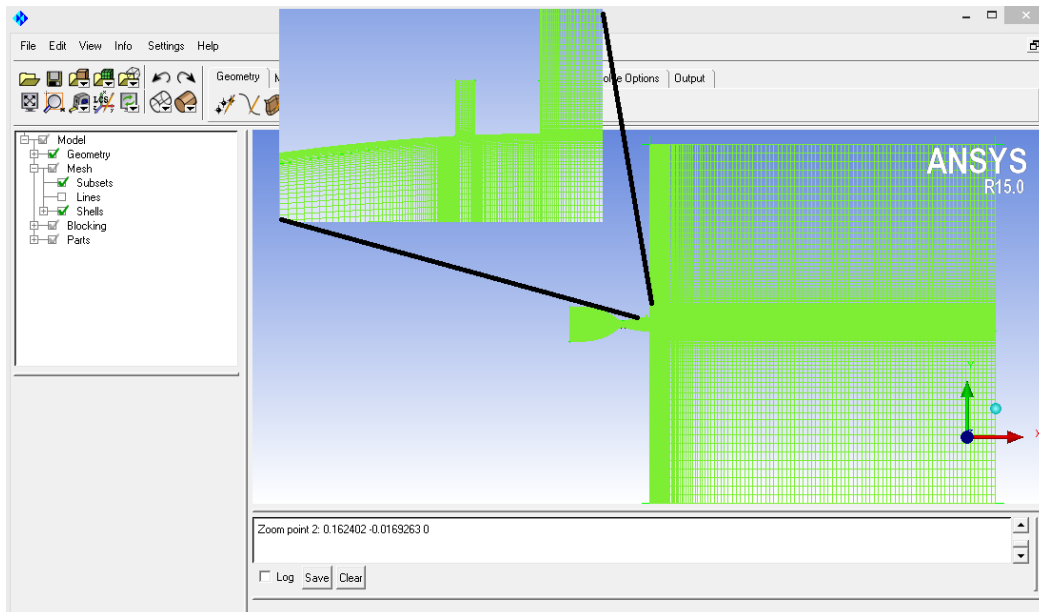 File Edit View Info Settings Help
Geometry
Options Output
LCS
Model
Geometry
Mesh
Subsets
Lines
Shells
Blocking
Parts
ANSYS
R15.0
Y
X
Zoom point 2: 0.162402 -0.0169263 0
Log Save Clear